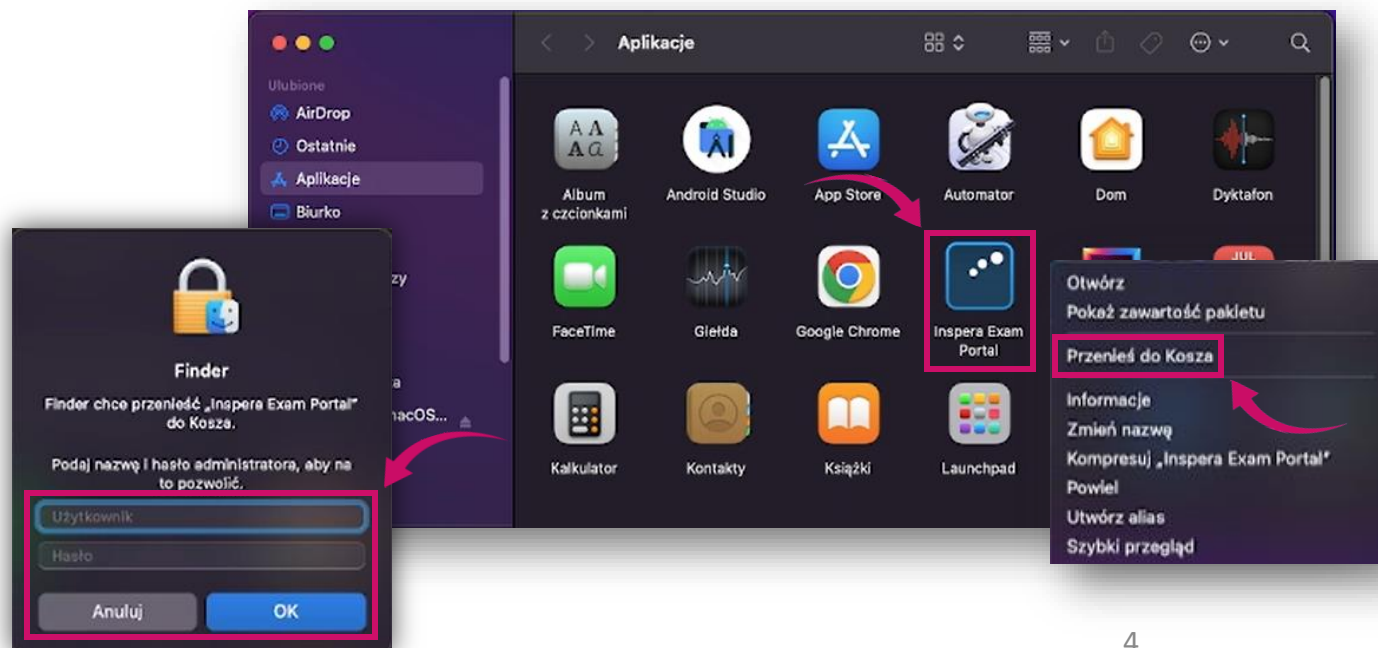 Aplikacje
Ulubione
AirDrop
Ostatnie
Aplikacje
Biurko
zy
a
nacOS...
A A
A a
Album
z czcionkami
Android Studio
App Store
Automator
Dom
Dyktafon
FaceTime
Giełda
Google Chrome
Inspera Exam
Portal
JUL
Kalkulator
Kontakty
Książki
Launchpad
Otwórz
Pokaż zawartość pakietu
Przenieś do Kosza
Informacje
Zmień nazwę
Kompresuj „Inspera Exam Portal"
Powiel
Utwórz alias
Szybki przegląd
Finder
Finder chce przenieść „Inspera Exam Portal"
do Kosza.
Podaj nazwę i hasło administratora, aby na
to pozwolić.
Użytkownik
Hasło
Anuluj
OK
4